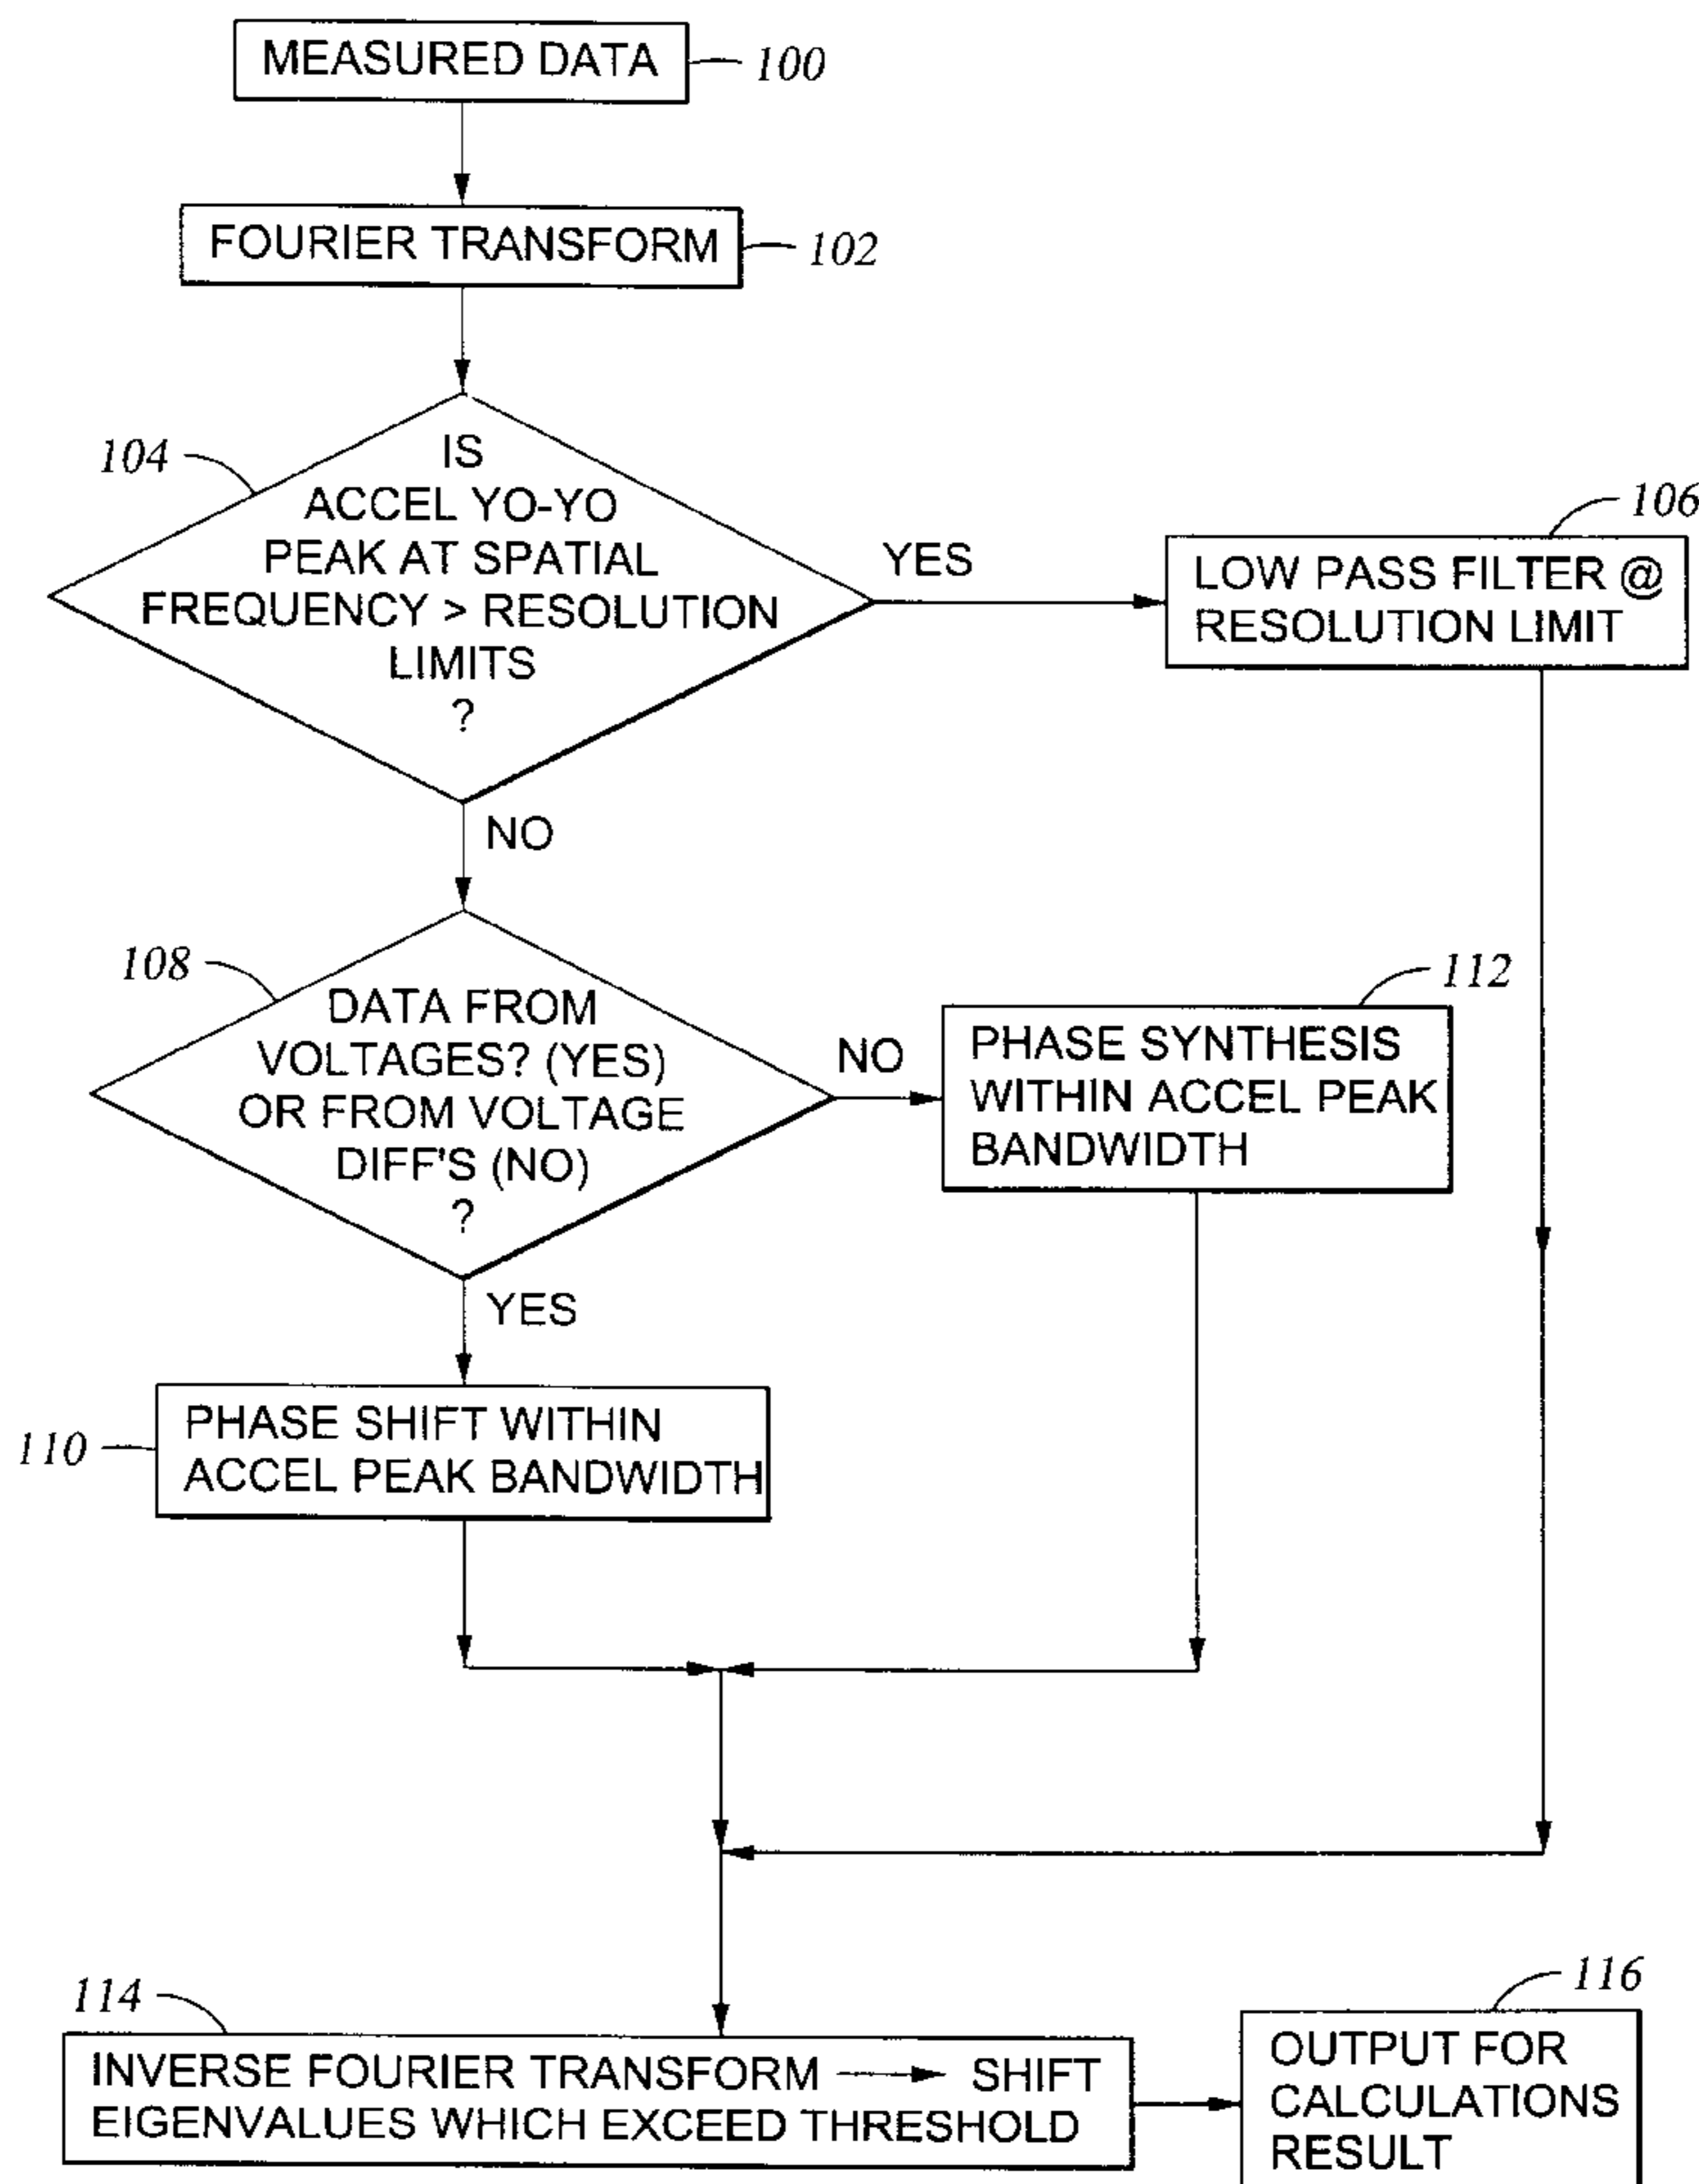 MEASURED DATA
100
FOURIER TRANSFORM
102
104
IS
ACCEL YO-YO
PEAK AT SPATIAL
FREQUENCY > RESOLUTION
LIMITS
?
YES
106
LOW PASS FILTER @
RESOLUTION LIMIT
NO
108
DATA FROM
VOLTAGES? (YES)
OR FROM VOLTAGE
DIFF'S (NO)
?
NO
112
PHASE SYNTHESIS
WITHIN ACCEL PEAK
BANDWIDTH
YES
110
PHASE SHIFT WITHIN
ACCEL PEAK BANDWIDTH
114
INVERSE FOURIER TRANSFORM → SHIFT
EIGENVALUES WHICH EXCEED THRESHOLD
116
OUTPUT FOR
CALCULATIONS
RESULT